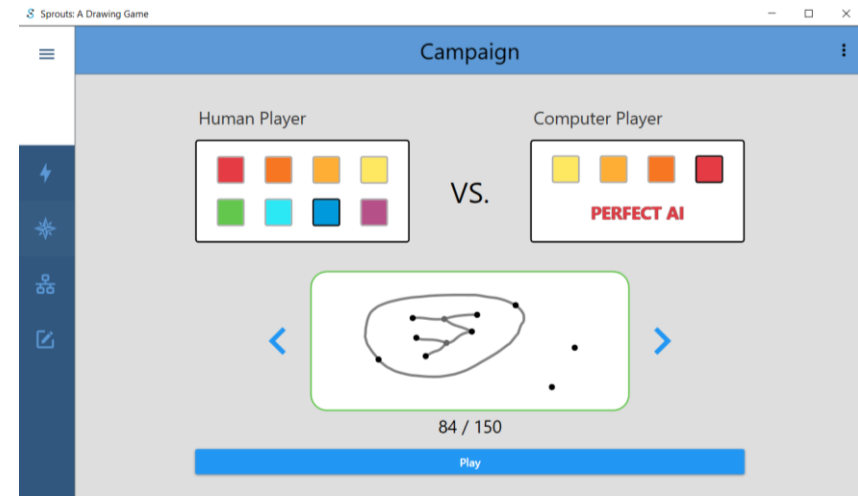 Sprouts: A Drawing Game
Campaign
Human Player
Computer Player
VS.
PERFECT AI
84 / 150
Play